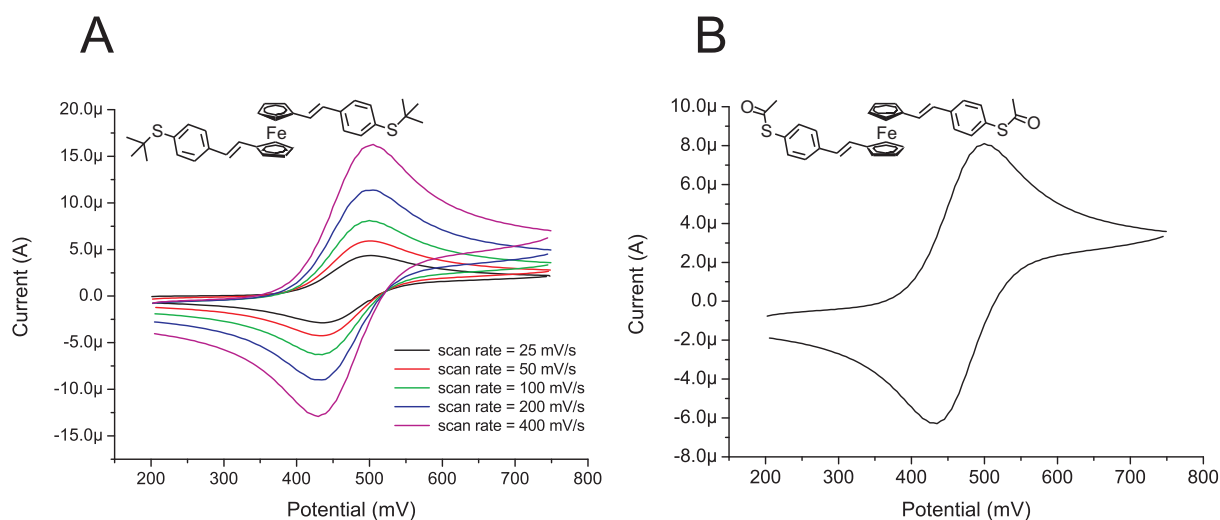 A
20.0µ
15.0µ
10.0µ
5.0µ
0.0
-5.0µ
-10.0µ
-15.0µ
Current (A)
S
Fe
S
scan rate = 25 mV/s
scan rate = 50 mV/s
scan rate = 100 mV/s
scan rate = 200 mV/s
scan rate = 400 mV/s
200 300 400 500 600 700 800
Potential (mV)
B
10.0µ
8.0µ
6.0µ
4.0µ
2.0µ
0.0
-2.0µ
-4.0µ
-6.0µ
-8.0µ
Current (A)
O
S
Fe
S
O
200 300 400 500 600 700 800
Potential (mV)